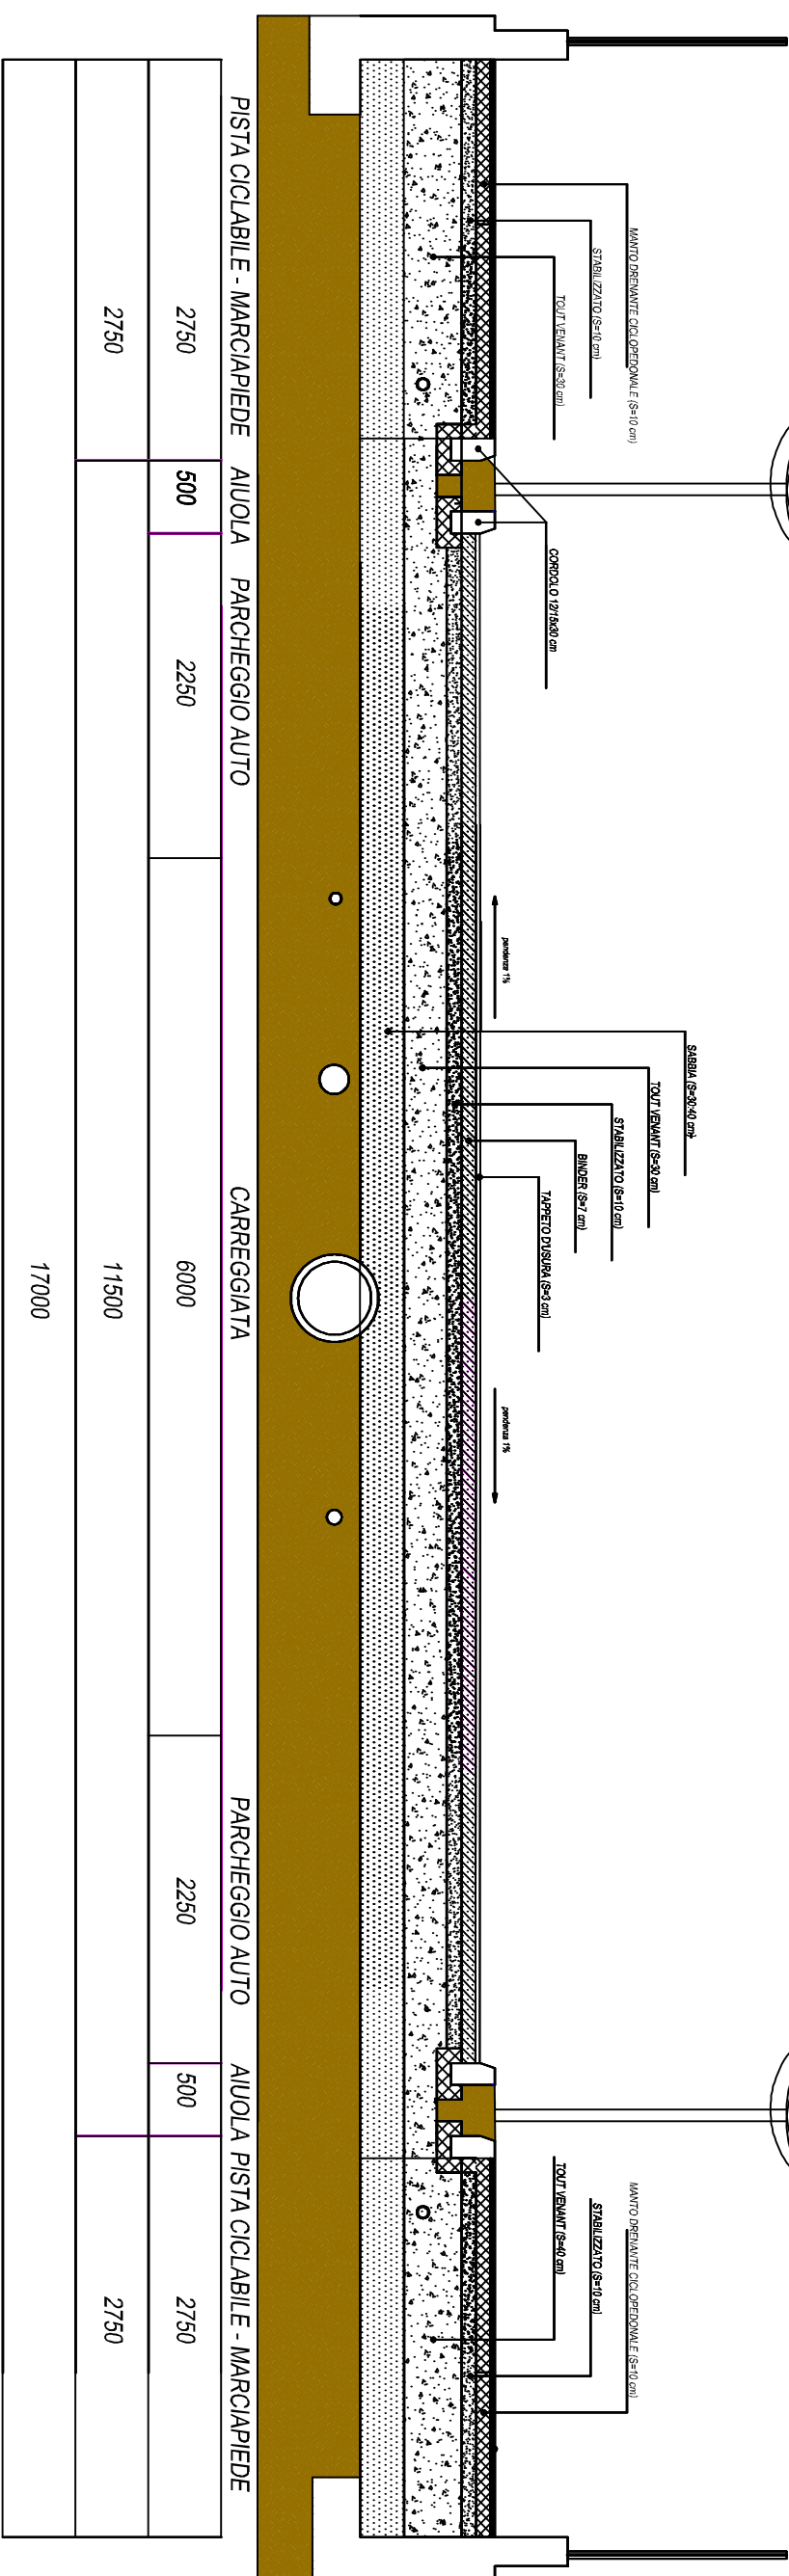 MANTO DRENANTE CICLOPEDONALE (S=10 cm)
STABILIZZATO (S=10 cm)
TOUT VENANT (S=30 cm)
CORDOLO 12/15x30 cm
pendenza 1%
SABBIA (S=30:40 cm)
TOUT VENANT (S=30 cm)
STABILIZZATO (S=10 cm)
BINDER (S=7 cm)
TAPPETO D'USURA (S=3 cm)
pendenza 1%
MANTO DRENANTE CICLOPEDONALE (S=10 cm)
STABILIZZATO (S=10 cm)
TOUT VENANT (S=40 cm)
PISTA CICLABILE - MARCIAPIEDE
AIUOLA
PARCHEGGIO AUTO
CARREGGIATA
PARCHEGGIO AUTO
AIUOLA
PISTA CICLABILE - MARCIAPIEDE
2750
500
2250
6000
2250
500
2750
2750
11500
2750
17000